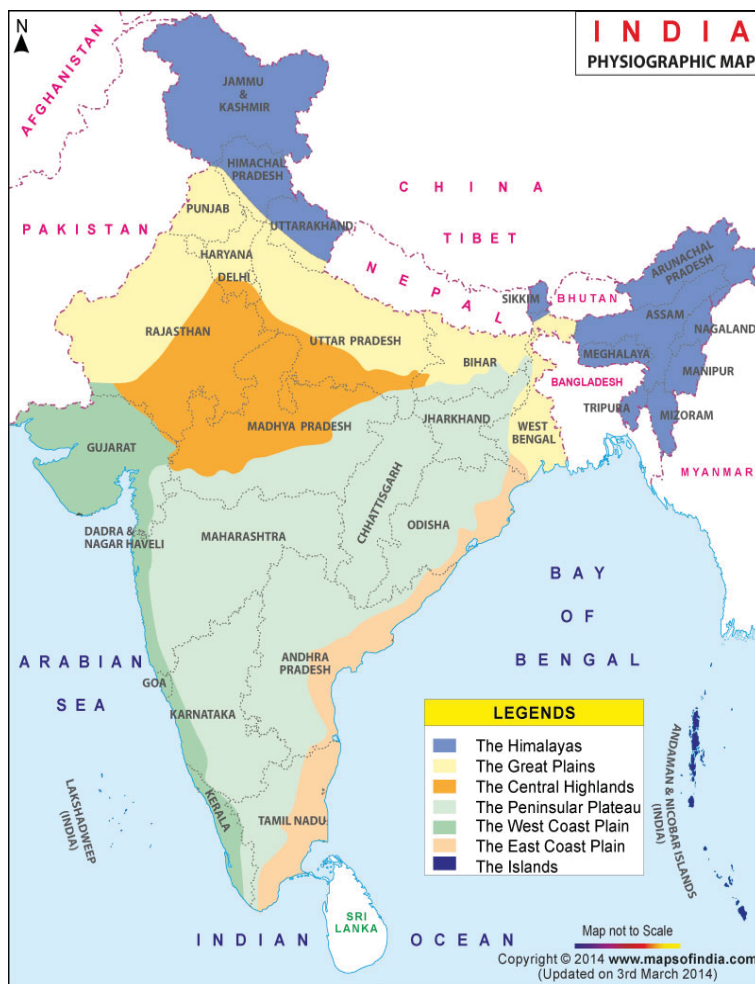 N
INDIA
PHYSIOGRAPHIC MAP
AFGHANISTAN
JAMMU
&
KASHMIR
HIMACHAL
PRADESH
CHINA
PUNJAB
PAKISTAN
UTTARAKHAND
TIBET
HARYANA
NEPAL
DELHI
ARUNACHAL
PRADESH
SIKKIM
BHUTAN
ASSAM
NAGALAND
RAJASTHAN
UTTAR PRADESH
BIHAR
MEGHALAYA
MANIPUR
BANGLADESH
TRIPURA
MIZORAM
JHARKHAND
WEST
BENGAL
MADHYA PRADESH
GUJARAT
MYANMAR
CHHATTISGARH
ODISHA
DADRA &
NAGAR HAVELI
MAHARASHTRA
BAY
OF
BENGAL
ARABIAN
SEA
ANDHRA
PRADESH
GOA
KARNATAKA
LAKSHADWEEP
(INDIA)
KERALA
TAMIL NADU
ANDAMAN & NICOBAR ISLANDS
(INDIA)
LEGENDS
The Himalayas
The Great Plains
The Central Highlands
The Peninsular Plateau
The West Coast Plain
The East Coast Plain
The Islands
SRI
LANKA
INDIAN OCEAN
Map not to Scale
Copyright © 2014 www.mapsofindia.com
(Updated on 3rd March 2014)